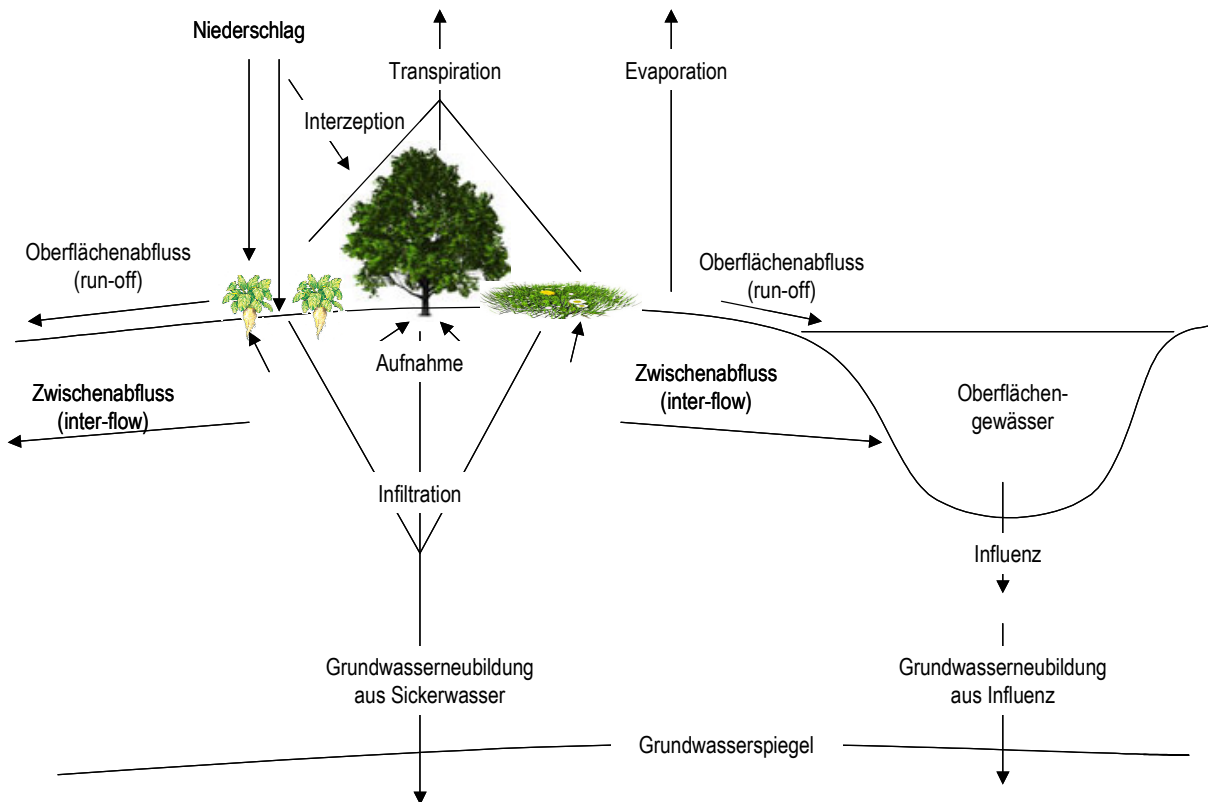 Niederschlag
Transpiration
Evaporation
Interzeption
Oberflächenabfluss
(run-off)
Oberflächenabfluss
(run-off)
Aufnahme
Zwischenabfluss
(inter-flow)
Zwischenabfluss
(inter-flow)
Oberflächen-
gewässer
Infiltration
Influenz
Grundwasserneubildung
aus Sickerwasser
Grundwasserneubildung
aus Influenz
Grundwasserspiegel